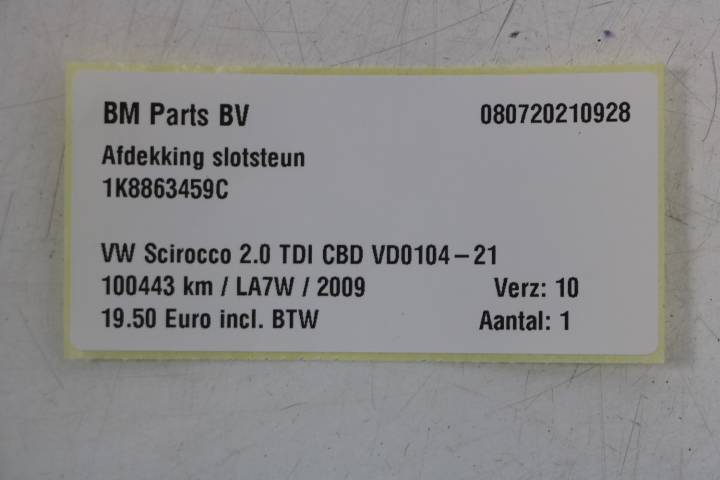 BM Parts BV 080720210928
Afdekking slotsteun
1K8863459C
VW Scirocco 2.0 TDI CBD VD0104-21
100443 km / LA7W / 2009 Verz: 10
19.50 Euro incl. BTW Aantal: 1